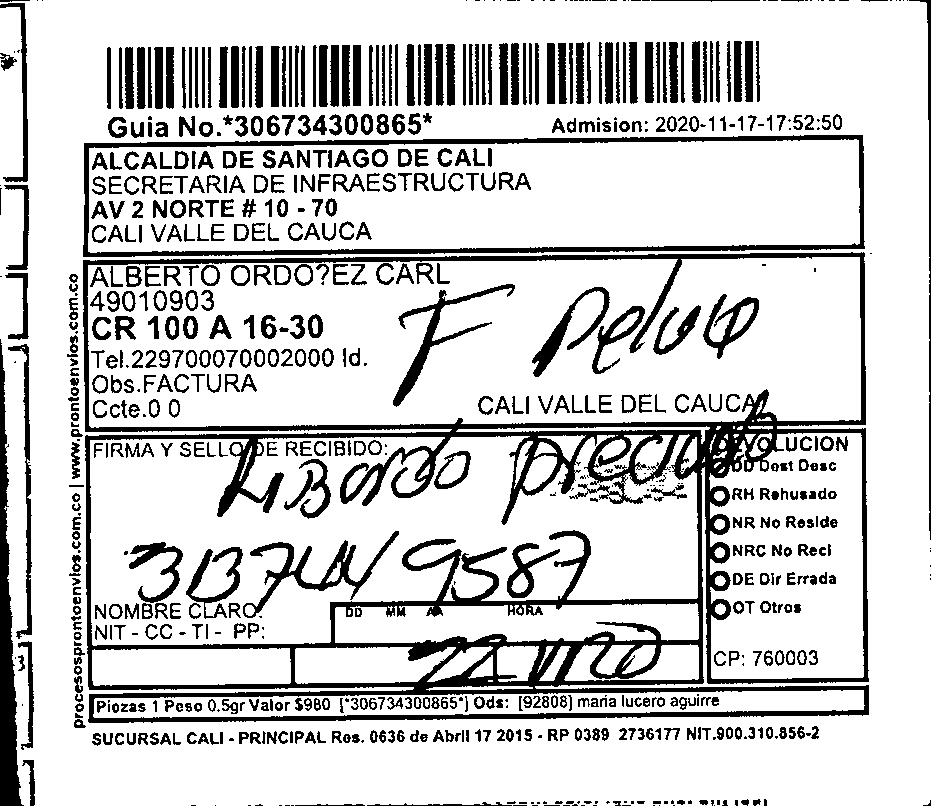 Guia No.*306734300865*
Admision: 2020-11-17-17:52:50
ALCALDIA DE SANTIAGO DE CALI
SECRETARIA DE INFRAESTRUCTURA
AV 2 NORTE # 10 - 70
CALI VALLE DEL CAUCA
procesosprontoenvios.com.co | www.prontoenvios.com.co
ALBERTO ORDO?EZ CARL
49010903
CR 100 A 16-30
Tel.229700070002000 Id.
Obs.FACTURA
Ccte.0 0
F
CALI VALLE DEL CAUCA
FIRMA Y SELLO DE RECIBIDO:
Libardo preciado
9587
NOMBRE CLARO:
NIT - CC - TI - PP:
DD MM AA HORA
22
DEVOLUCION
DD Dest Desc
RH Rehusado
NR No Reside
NRC No Recl
DE Dir Errada
OT Otros
CP: 760003
Piezas 1 Peso 0.5gr Valor $980 [*306734300865*] Ods: [92808] maria lucero aguirre
SUCURSAL CALI - PRINCIPAL Res. 0636 de Abril 17 2015 - RP 0389 2736177 NIT.900.310.856-2